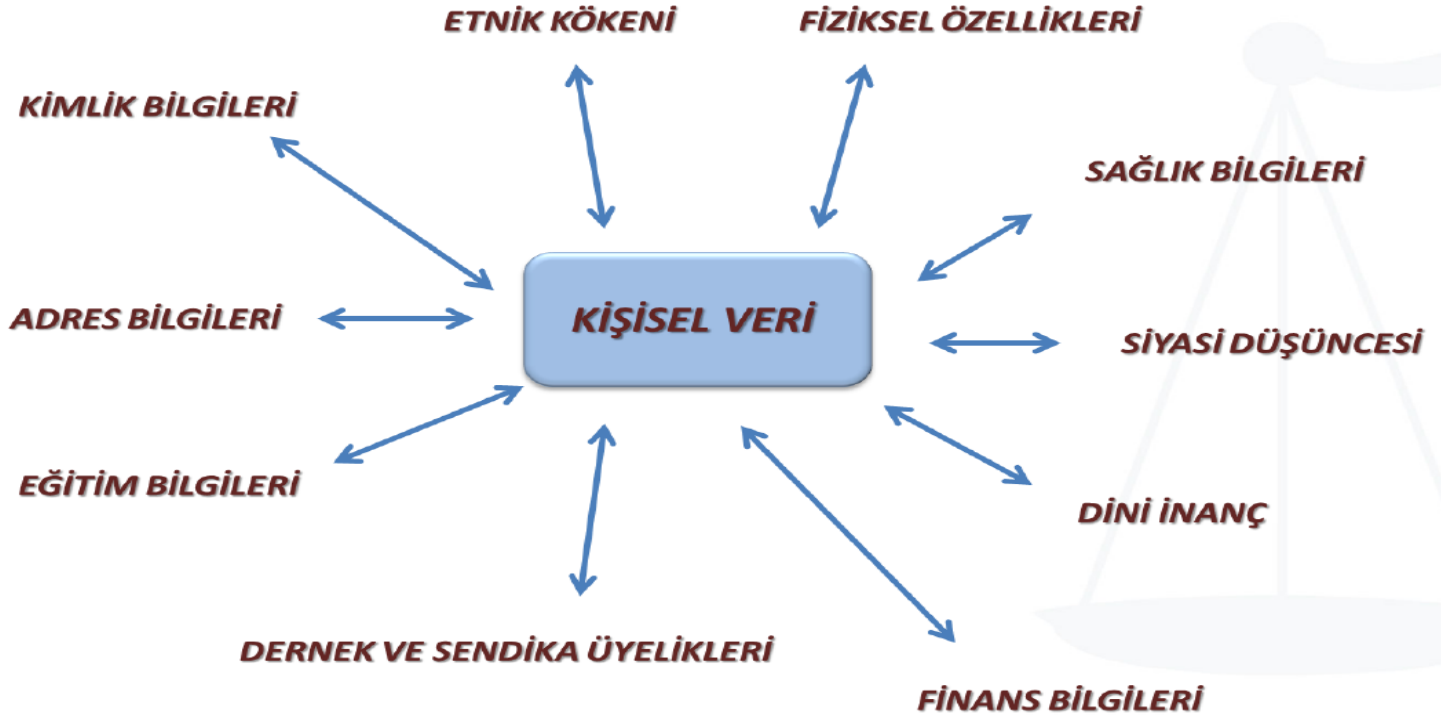 ETNİK KÖKENİ
FİZİKSEL ÖZELLİKLERİ
KİMLİK BİLGİLERİ
SAĞLIK BİLGİLERİ
KİŞİSEL VERİ
ADRES BİLGİLERİ
SİYASİ DÜŞÜNCESİ
EĞİTİM BİLGİLERİ
DİNİ İNANÇ
DERNEK VE SENDİKA ÜYELİKLERİ
FİNANS BİLGİLERİ